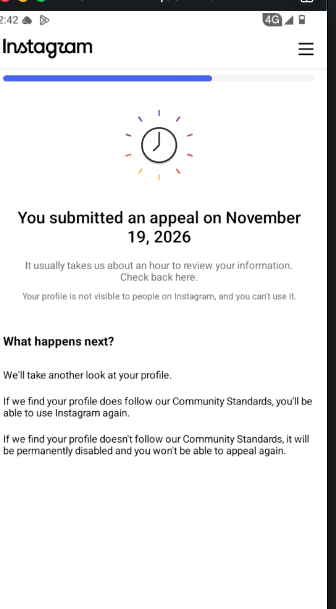 2:42
4G
Instagram
You submitted an appeal on November
19, 2026
It usually takes us about an hour to review your information.
Check back here.
Your profile is not visible to people on Instagram, and you can't use it.
What happens next?
We'll take another look at your profile.
If we find your profile does follow our Community Standards, you'll be
able to use Instagram again.
If we find your profile doesn't follow our Community Standards, it will
be permanently disabled and you won't be able to appeal again.